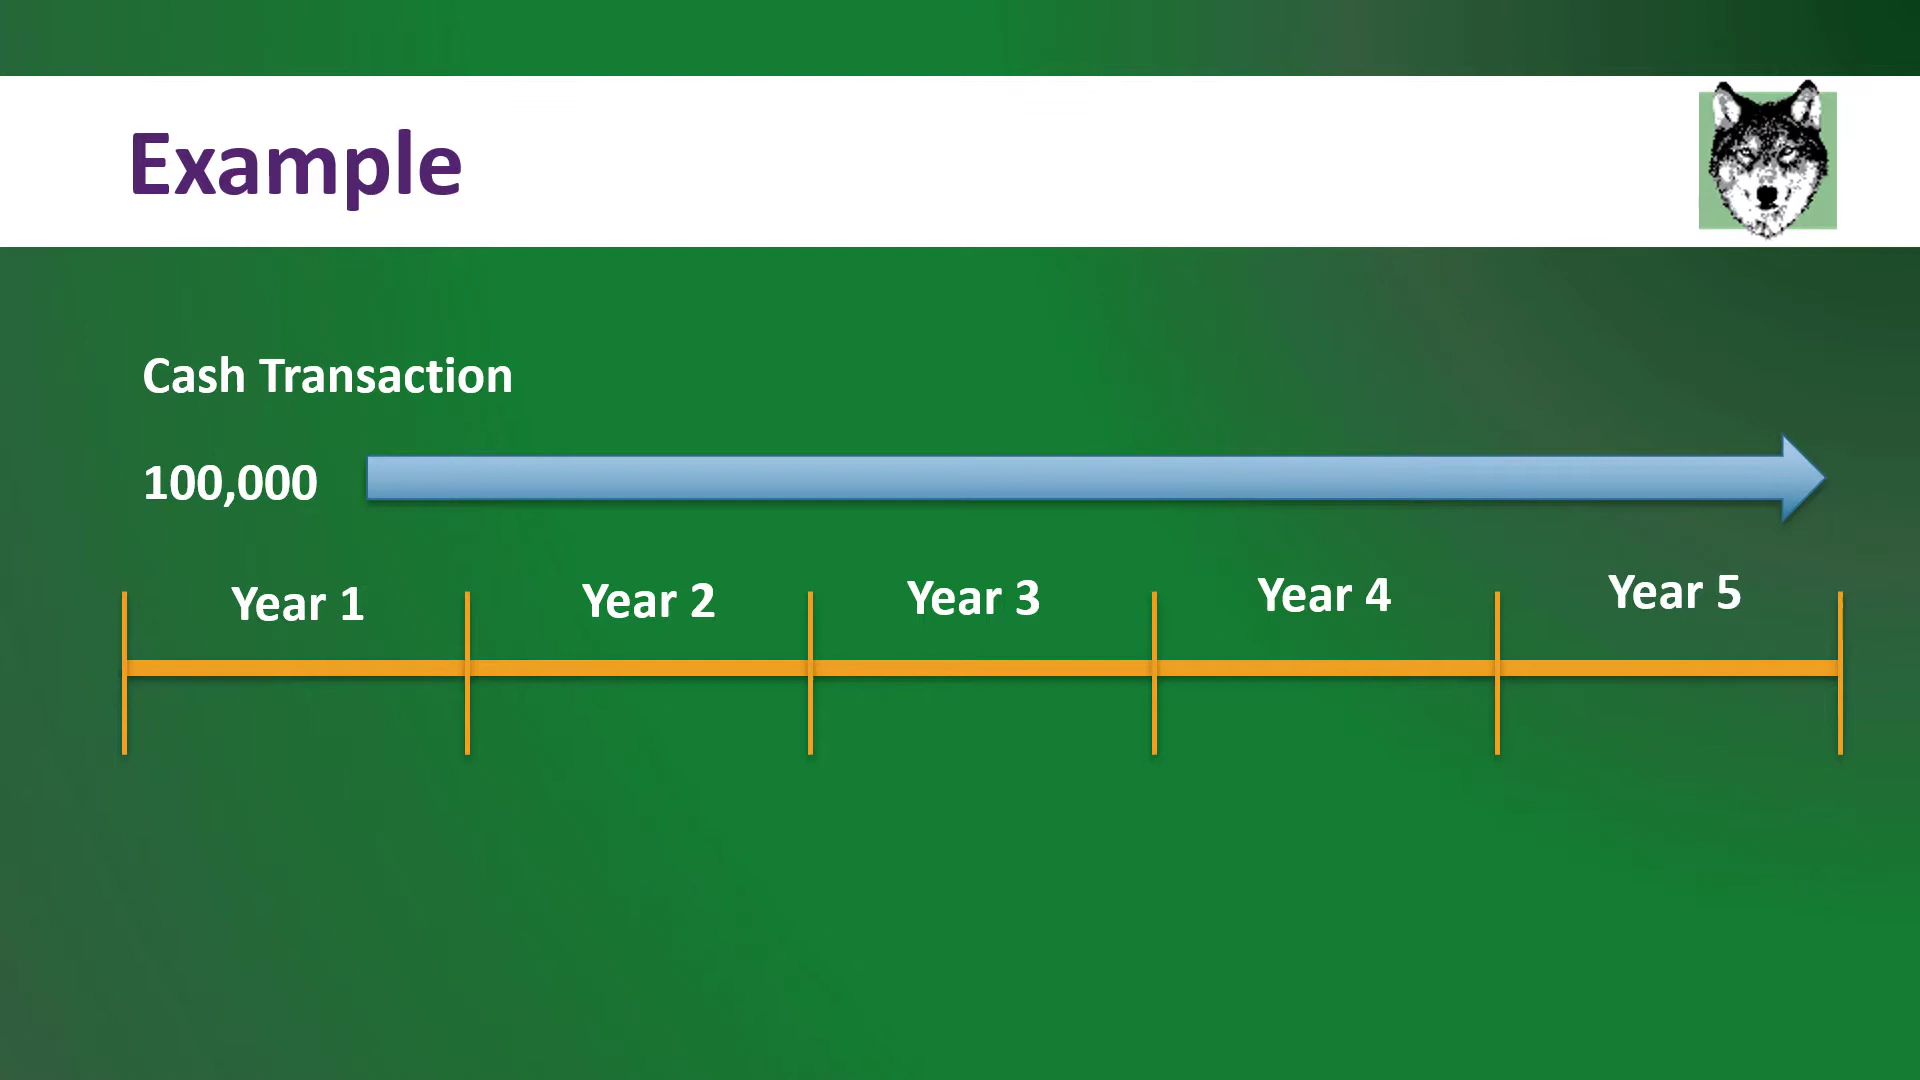 Example
Cash Transaction
100,000
Year 1
Year 2
Year 3
Year 4
Year 5